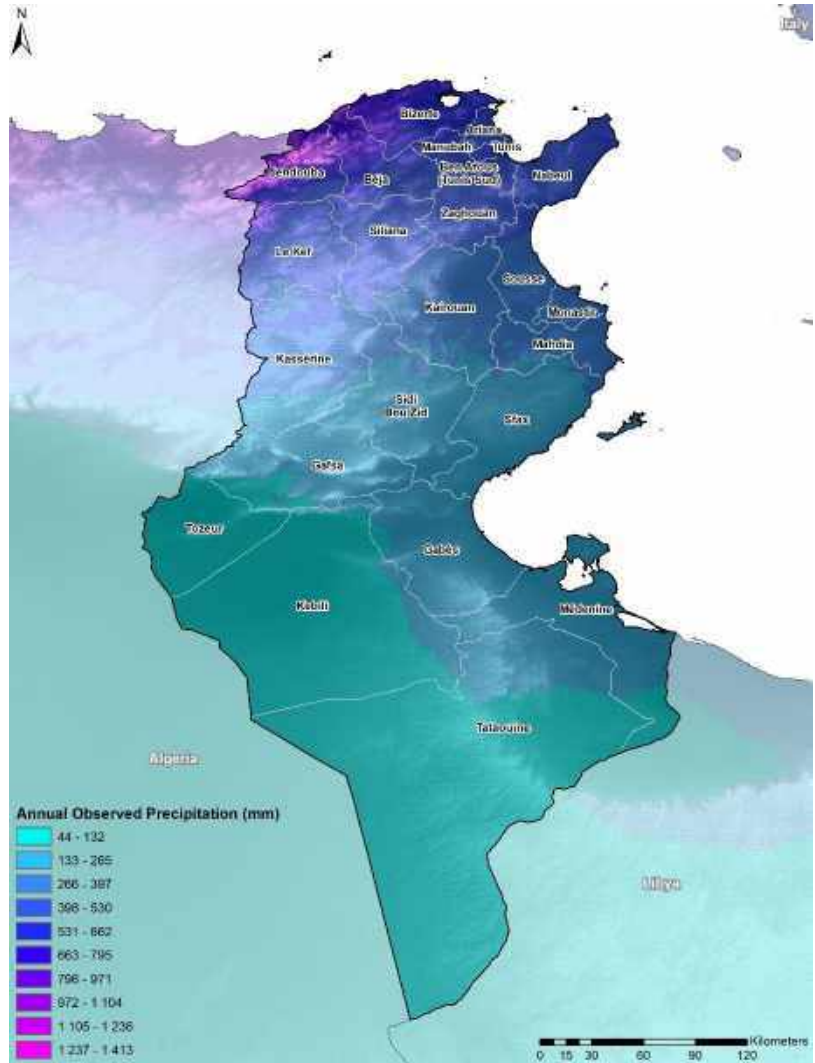 N
Italy
Bizerte
Ariana
Manubah
Tunis
Jendouba
Béja
Ben Arous
(Tunis Sud)
Nabeul
Zaghouan
Siliana
Le Kef
Sousse
Kairouan
Monastir
Mahdia
Kasserine
Sidi
Bou Zid
Sfax
Gafsa
Tozeur
Gabès
Kebili
Médenine
Tataouine
Algeria
Libya
Annual Observed Precipitation (mm)
44 - 132
133 - 265
266 - 397
398 - 530
531 - 662
663 - 795
796 - 971
972 - 1 104
1 105 - 1 236
1 237 - 1 413
Kilometers
0 15 30 60 90 120